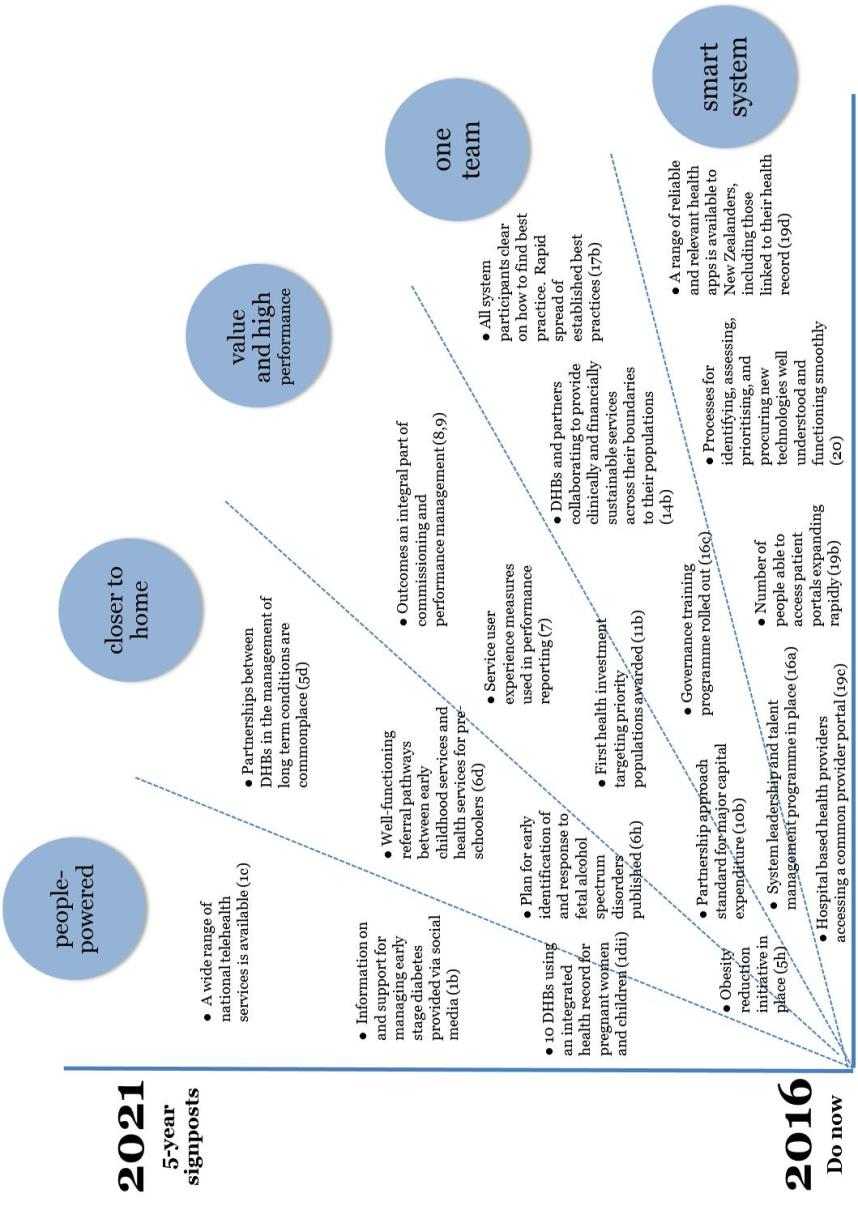 2021
5-year
signposts
people-
powered
closer to
home
value
and high
performance
one
team
smart
system
● A wide range of
national telehealth
services is available (1c)
● Information on
and support for
managing early
stage diabetes
provided via social
media (1b)
● 10 DHBs using
an integrated
health record for
pregnant women
and children (1dii)
● Partnerships between
DHBs in the management of
long term conditions are
commonplace (5d)
● Well-functioning
referral pathways
between early
childhood services and
health services for pre-
schoolers (6d)
● Plan for early
identification of
and response to
fetal alcohol
spectrum
disorders
published (6h)
● Obesity
reduction
initiative in
place (5h)
● Outcomes an integral part of
commissioning and
performance management (8,9)
● Service user
experience measures
used in performance
reporting (7)
● First health investment
targeting priority
populations awarded (11b)
● Partnership approach
standard for major capital
expenditure (10b)
● All system
participants clear
on how to find best
practice. Rapid
spread of
established best
practices (17b)
● DHBs and partners
collaborating to provide
clinically and financially
sustainable services
across their boundaries
to their populations
(14b)
● Governance training
programme rolled out (16c)
● System leadership and talent
management programme in place (16a)
● A range of reliable
and relevant health
apps is available to
New Zealanders,
including those
linked to their health
record (19d)
● Processes for
identifying, assessing,
prioritising, and
procuring new
technologies well
understood and
functioning smoothly
(20)
● Number of
people able to
access patient
portals expanding
rapidly (19b)
● Hospital based health providers
accessing a common provider portal (19c)
2016
Do now